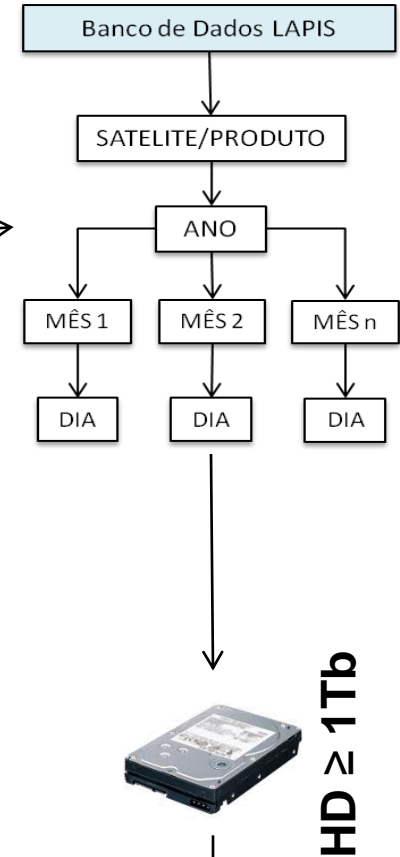 Banco de Dados LAPIS
SATELITE/PRODUTO
ANO
MÊS 1
MÊS 2
MÊS n
DIA
DIA
DIA
HD ≥ 1Tb